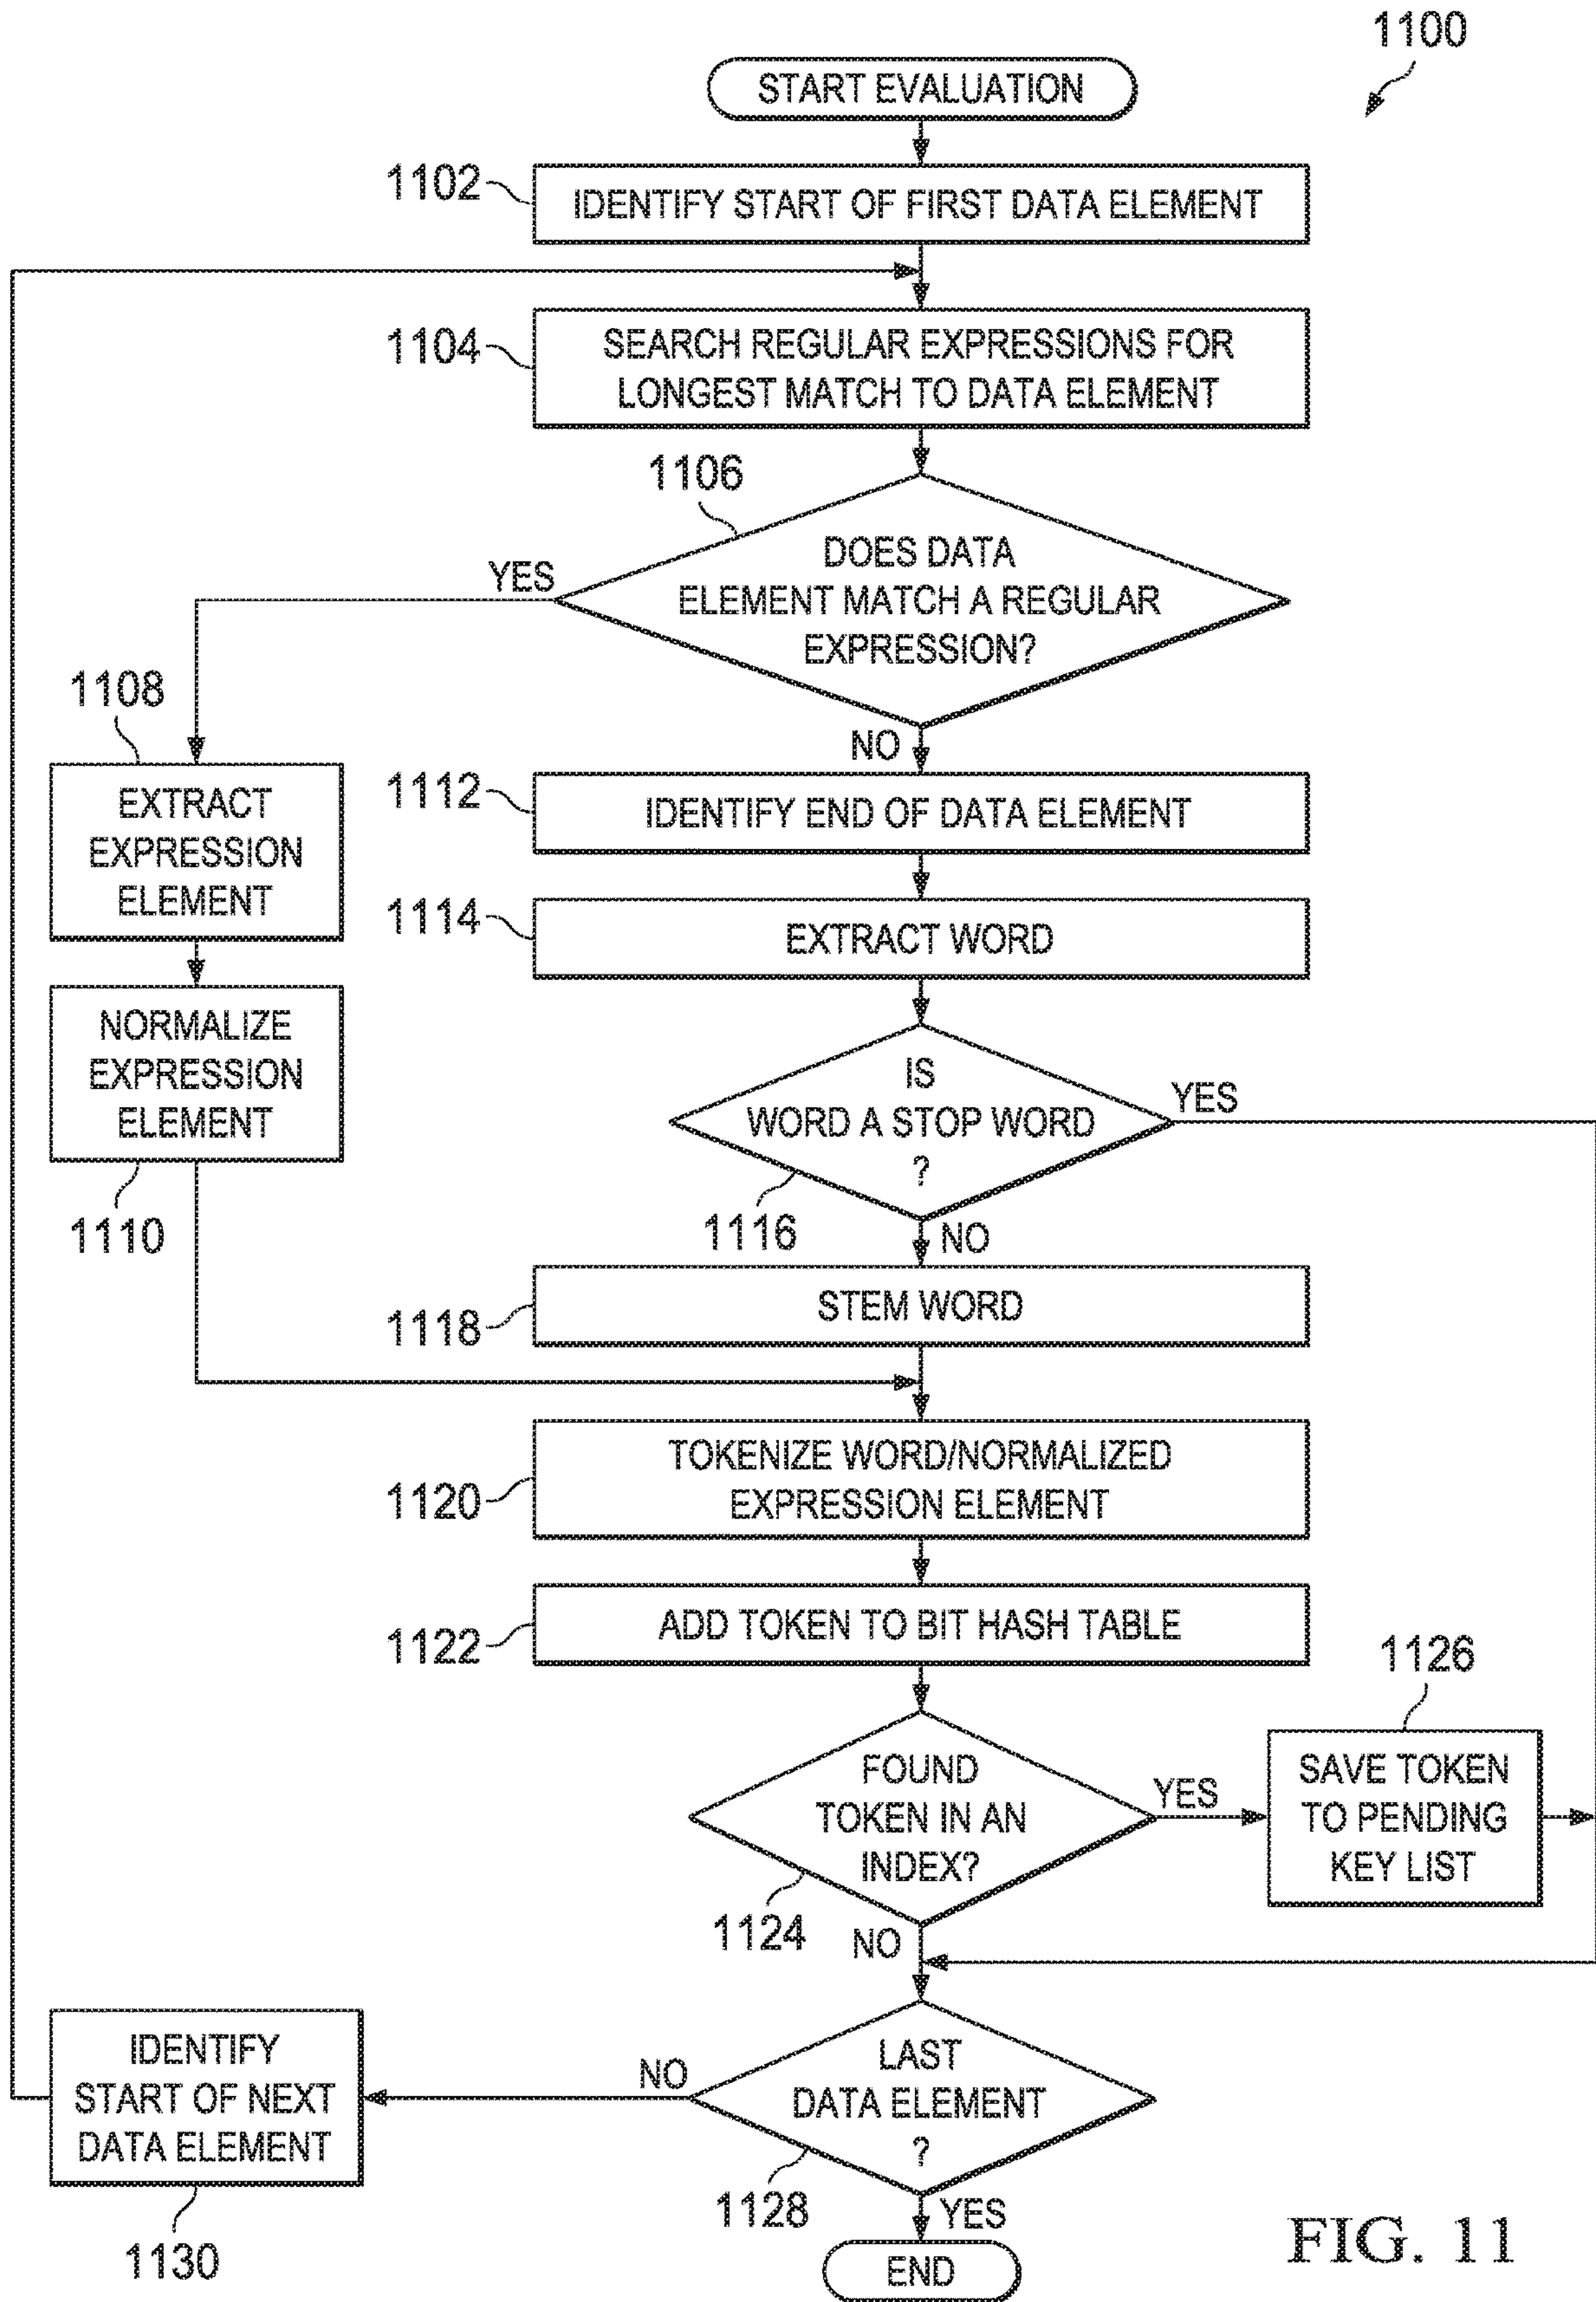 1100
START EVALUATION
1102
IDENTIFY START OF FIRST DATA ELEMENT
1104
SEARCH REGULAR EXPRESSIONS FOR
LONGEST MATCH TO DATA ELEMENT
1106
DOES DATA
ELEMENT MATCH A REGULAR
EXPRESSION?
YES
NO
1108
EXTRACT
EXPRESSION
ELEMENT
NORMALIZE
EXPRESSION
ELEMENT
1110
1112
IDENTIFY END OF DATA ELEMENT
1114
EXTRACT WORD
IS
WORD A STOP WORD
?
YES
1116
NO
STEM WORD
1118
TOKENIZE WORD/NORMALIZED
EXPRESSION ELEMENT
1120
ADD TOKEN TO BIT HASH TABLE
1122
FOUND
TOKEN IN AN
INDEX?
YES
1124
NO
1126
SAVE TOKEN
TO PENDING
KEY LIST
LAST
DATA ELEMENT
?
NO
1128
YES
IDENTIFY
START OF NEXT
DATA ELEMENT
1130
END
FIG. 11